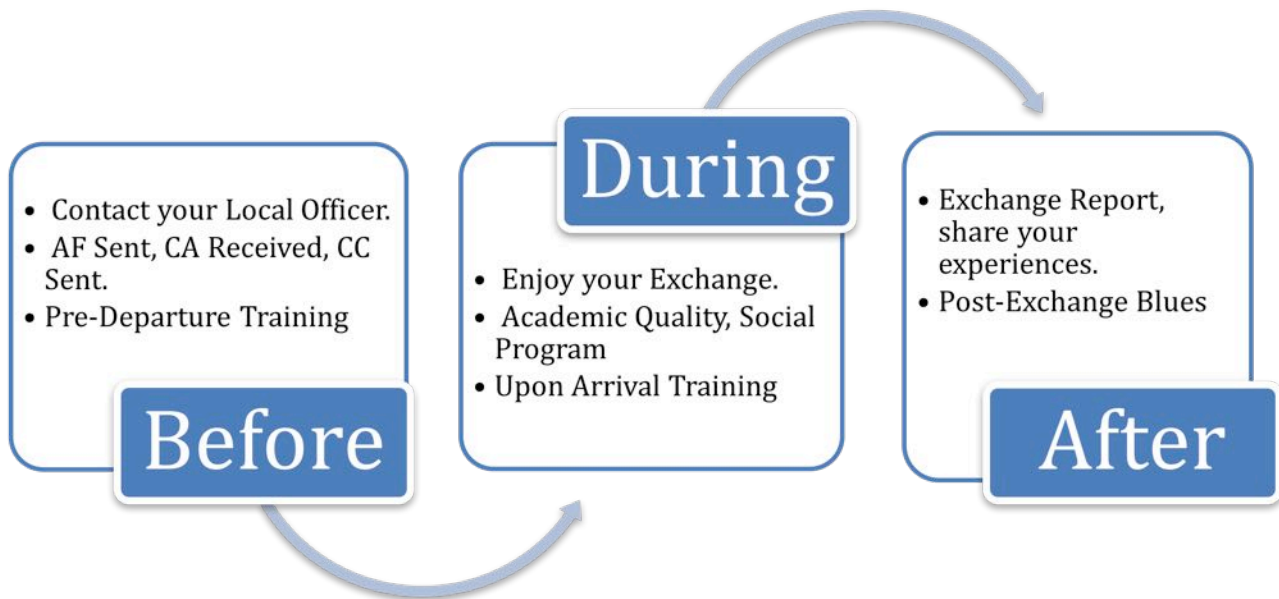 • Contact your Local Officer.
• AF Sent, CA Received, CC
Sent.
• Pre-Departure Training
Before
During
• Enjoy your Exchange.
• Academic Quality, Social
Program
• Upon Arrival Training
• Exchange Report,
share your
experiences.
• Post-Exchange Blues
After